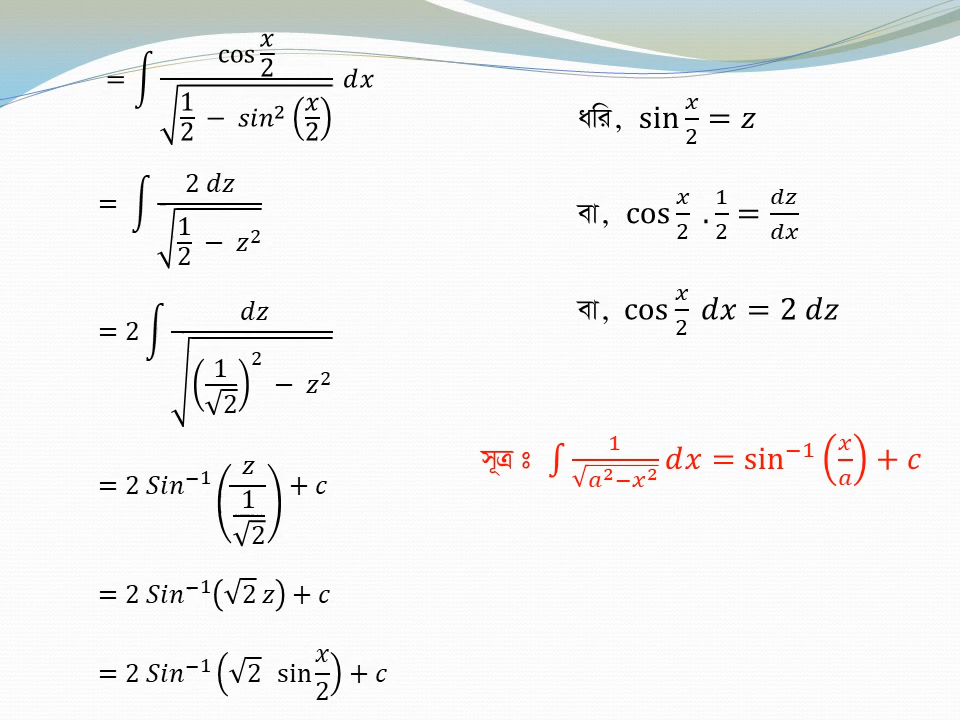 = ∫ cos x/2 / √(1/2 − sin² (x/2)) dx
= ∫ 2 dz / √(1/2 − z²)
= 2 ∫ dz / √((1/√2)² − z²)
= 2 Sin⁻¹ (z / (1/√2)) + c
= 2 Sin⁻¹(√2 z) + c
= 2 Sin⁻¹ (√2 sin x/2) + c
ধরি, sin x/2 = z
বা, cos x/2 . 1/2 = dz/dx
বা, cos x/2 dx = 2 dz
সূত্র ঃ ∫ 1/√(a²−x²) dx = sin⁻¹ (x/a) + c